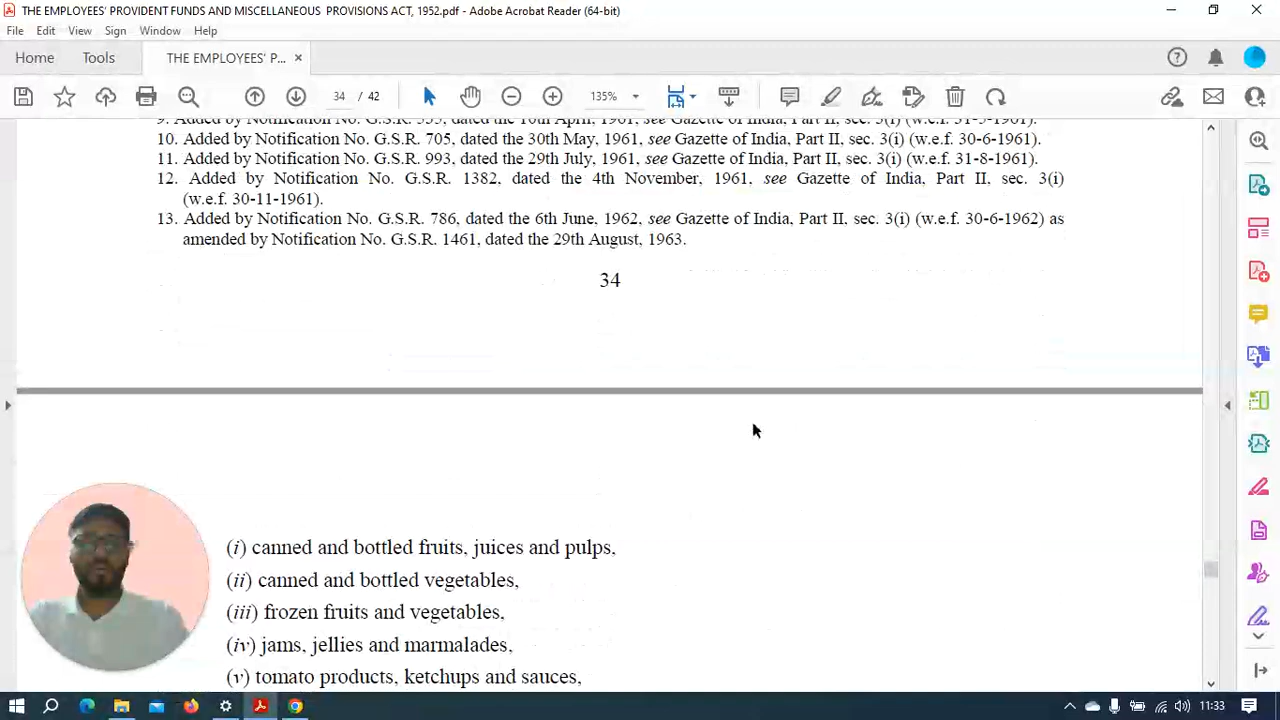 THE EMPLOYEES' PROVIDENT FUNDS AND MISCELLANEOUS PROVISIONS ACT, 1952.pdf - Adobe Acrobat Reader (64-bit)
File Edit View Sign Window Help
Home Tools THE EMPLOYEES' P... ×
34 / 42 135%
10. Added by Notification No. G.S.R. 705, dated the 30th May, 1961, see Gazette of India, Part II, sec. 3(i) (w.e.f. 30-6-1961).
11. Added by Notification No. G.S.R. 993, dated the 29th July, 1961, see Gazette of India, Part II, sec. 3(i) (w.e.f. 31-8-1961).
12. Added by Notification No. G.S.R. 1382, dated the 4th November, 1961, see Gazette of India, Part II, sec. 3(i)
(w.e.f. 30-11-1961).
13. Added by Notification No. G.S.R. 786, dated the 6th June, 1962, see Gazette of India, Part II, sec. 3(i) (w.e.f. 30-6-1962) as
amended by Notification No. G.S.R. 1461, dated the 29th August, 1963.
34
(i) canned and bottled fruits, juices and pulps,
(ii) canned and bottled vegetables,
(iii) frozen fruits and vegetables,
(iv) jams, jellies and marmalades,
(v) tomato products, ketchups and sauces,
11:33